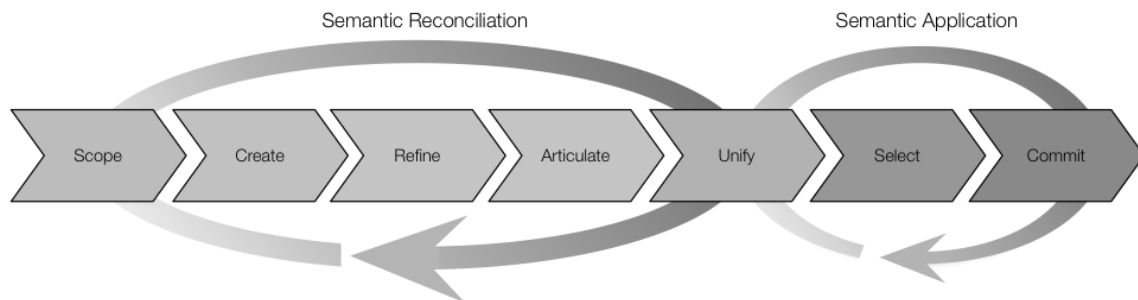 Semantic Reconciliation
Semantic Application
Scope
Create
Refine
Articulate
Unify
Select
Commit